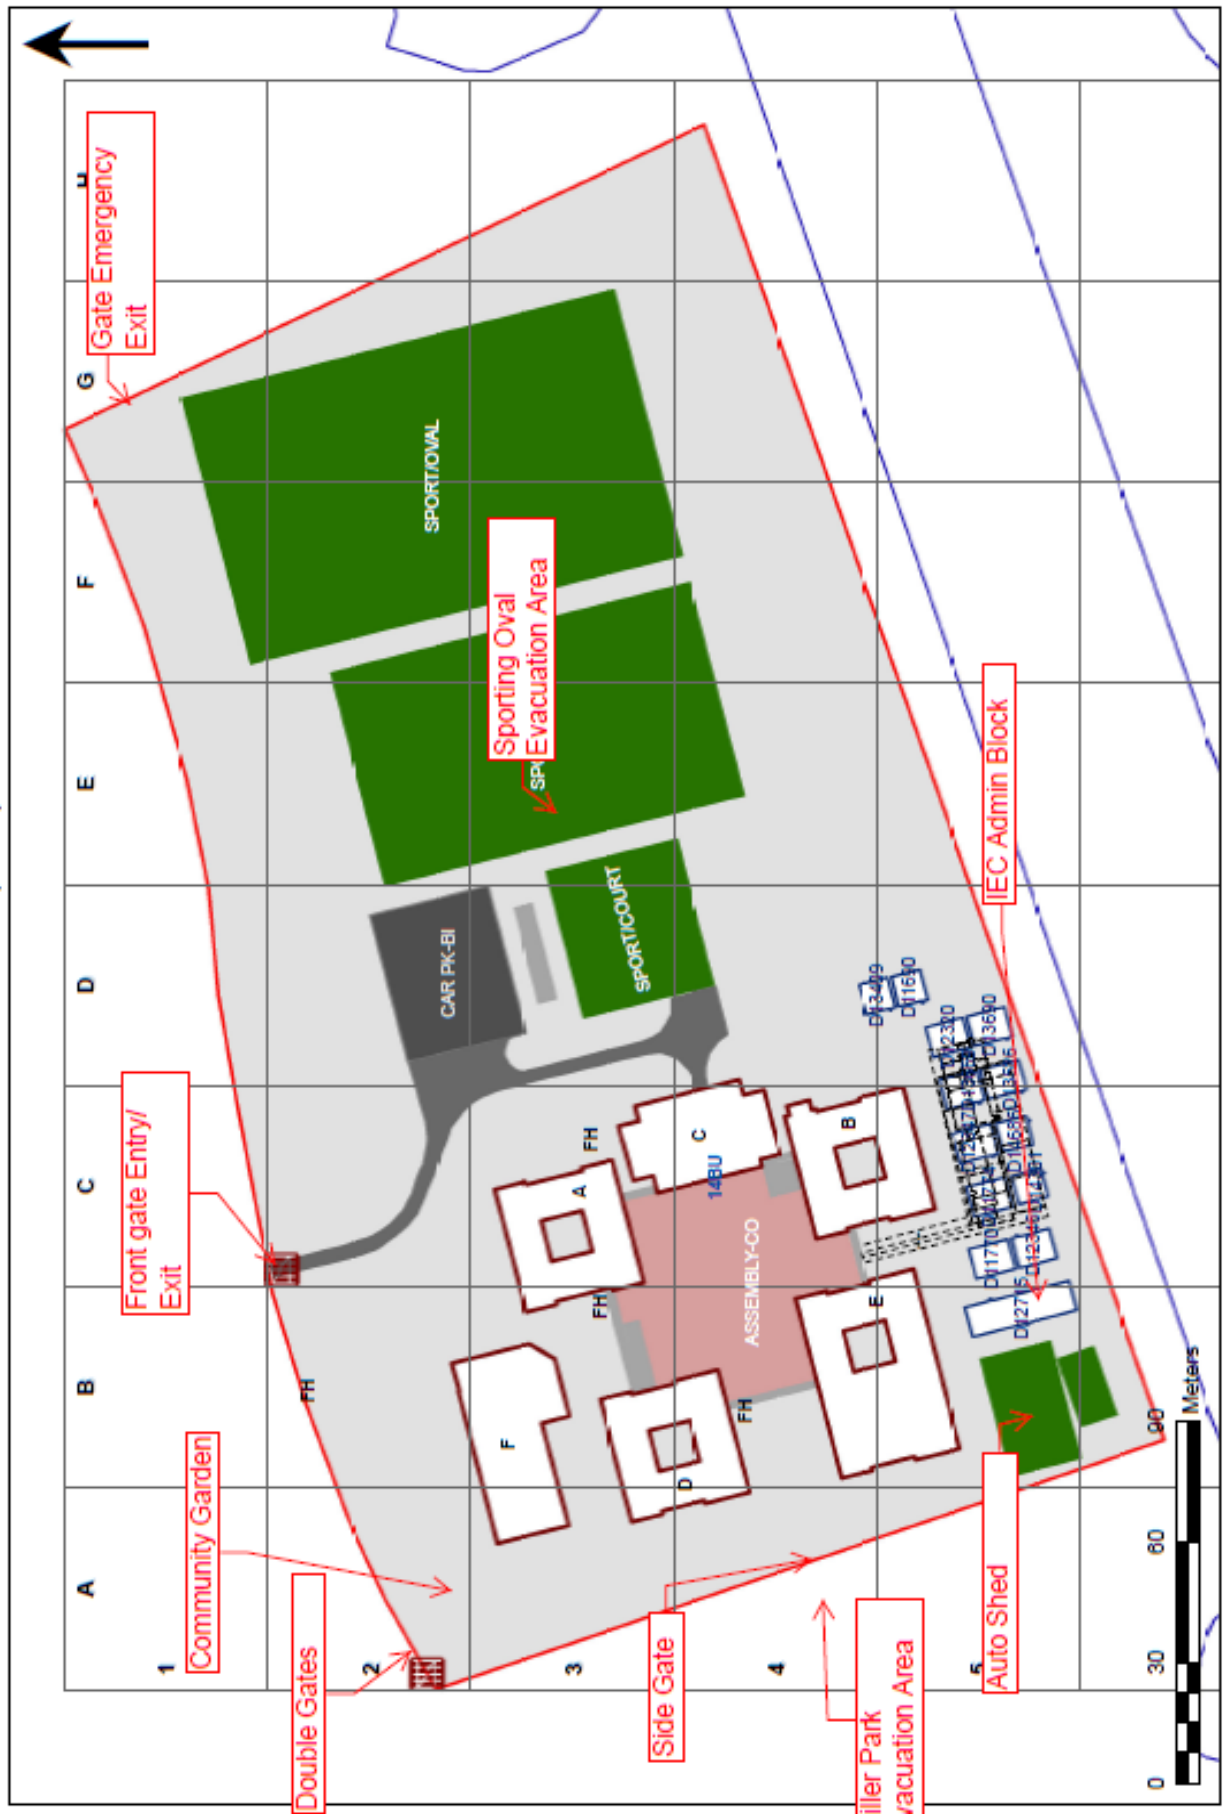 A
B
C
D
E
F
G
H
1
2
3
4
5
Gate Emergency
Exit
Front gate Entry/
Exit
Community Garden
Double Gates
Side Gate
iller Park
vacuation Area
Auto Shed
IEC Admin Block
Sporting Oval
Evacuation Area
SPORT/OVAL
SPO
SPORT/COURT
CAR PK-BI
ASSEMBLY-CO
14BU
A
B
C
D
E
F
FH
FH
FH
FH
D13499
D11690
D13690
D12715
0
30
60
90
Meters